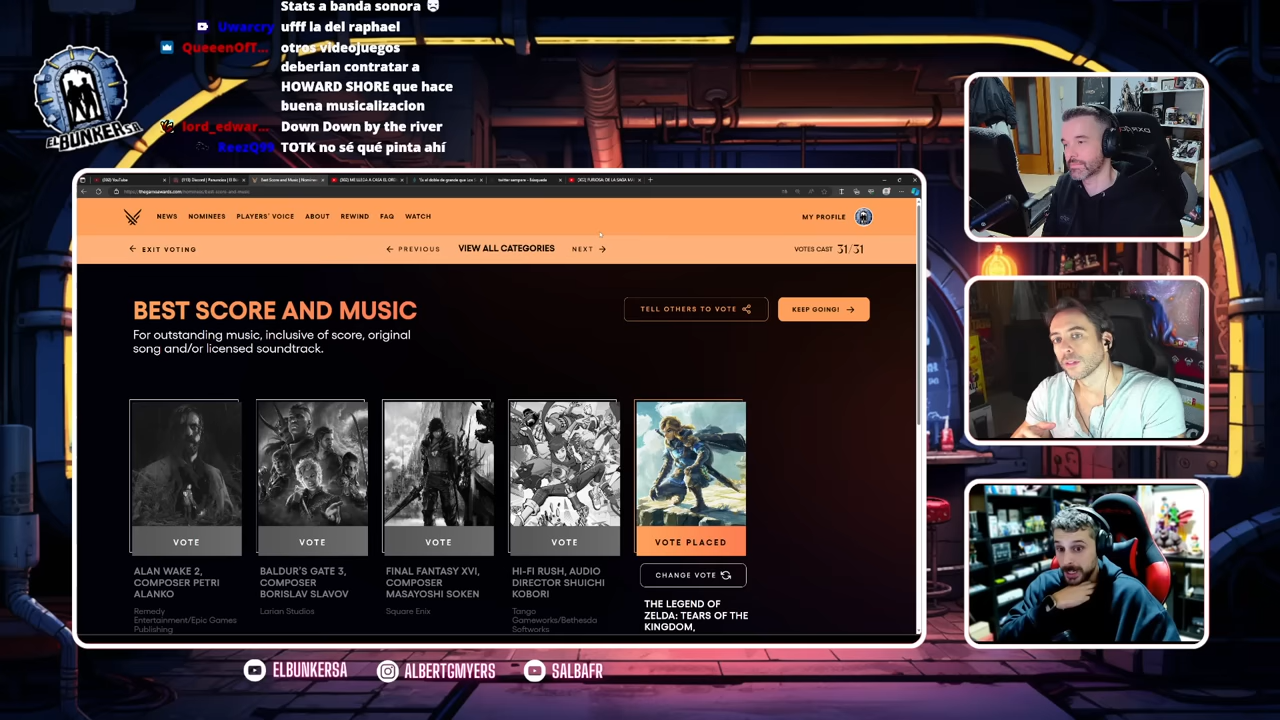 Stats a banda sonora
Uwarcry ufff la del raphael
QueeenOfT... otros videojuegos
deberian contratar a
HOWARD SHORE que hace
buena musicalizacion
lord_edwar... Down Down by the river
ReezQ99 TOTK no sé qué pinta ahí
ELBUNKERSA
NEWS NOMINEES PLAYERS' VOICE ABOUT REWIND FAQ WATCH MY PROFILE
EXIT VOTING PREVIOUS VIEW ALL CATEGORIES NEXT VOTES CAST 31/31
BEST SCORE AND MUSIC
TELL OTHERS TO VOTE KEEP GOING!
For outstanding music, inclusive of score, original
song and/or licensed soundtrack.
VOTE VOTE VOTE VOTE VOTE PLACED
CHANGE VOTE
ALAN WAKE 2,
COMPOSER PETRI
ALANKO
Remedy
Entertainment/Epic Games
Publishing
BALDUR'S GATE 3,
COMPOSER
BORISLAV SLAVOV
Larian Studios
FINAL FANTASY XVI,
COMPOSER
MASAYOSHI SOKEN
Square Enix
HI-FI RUSH, AUDIO
DIRECTOR SHUICHI
KOBORI
Tango
Gameworks/Bethesda
Softworks
THE LEGEND OF
ZELDA: TEARS OF THE
KINGDOM,
ELBUNKERSA ALBERTGMYERS SALBAFR